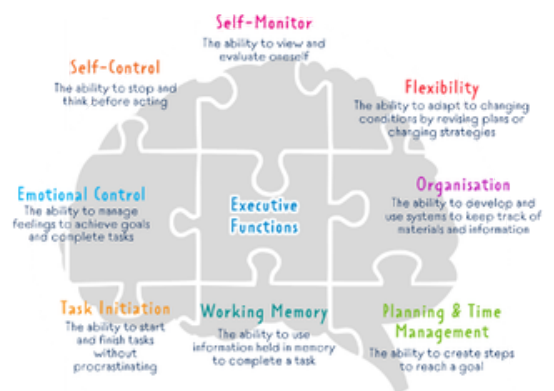 Self-Monitor
The ability to view and
evaluate oneself
Self-Control
The ability to stop and
think before acting
Flexibility
The ability to adapt to changing
conditions by revising plans or
changing strategies
Emotional Control
The ability to manage
feelings to achieve goals
and complete tasks
Executive
Functions
Organisation
The ability to develop and
use systems to keep track of
materials and information
Task Initiation
The ability to start
and finish tasks
without
procrastinating
Working Memory
The ability to use
information held in memory
to complete a task
Planning & Time
Management
The ability to create steps
to reach a goal